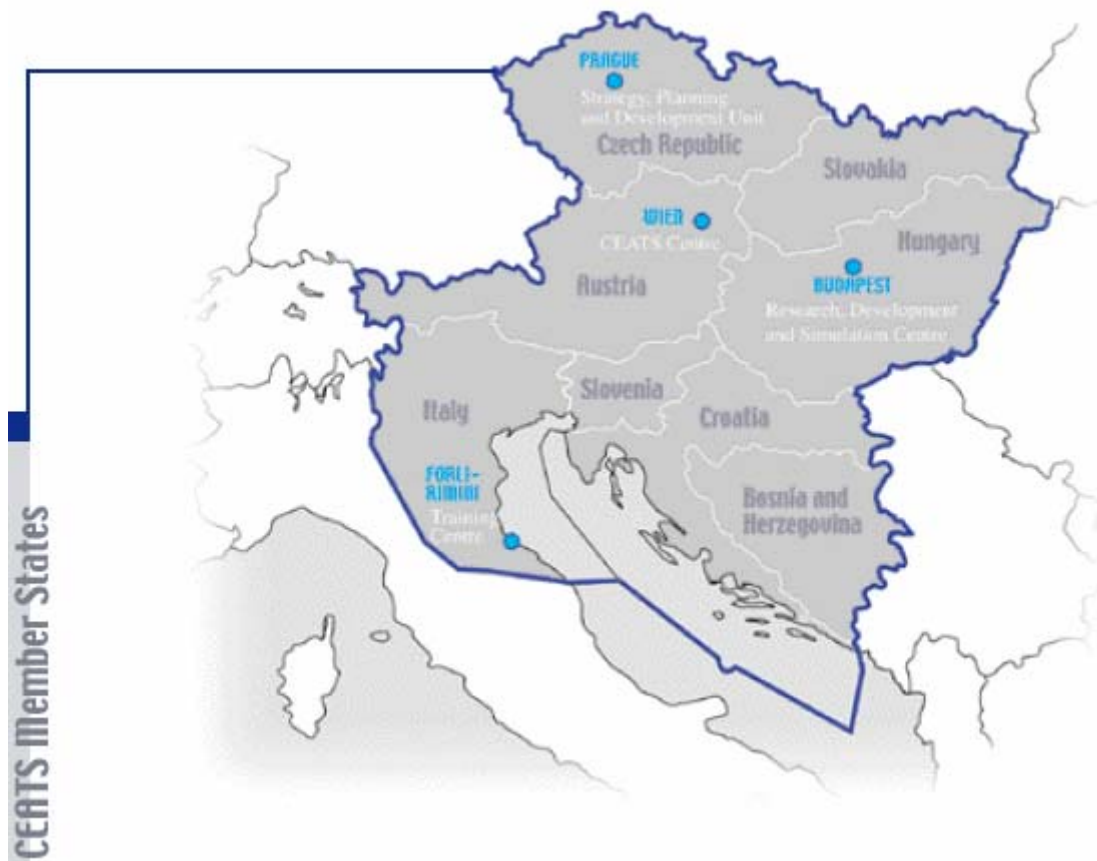 PRAGUE
Strategy, Planning
and Development Unit
Czech Republic
Slovakia
WIEN
CEATS Centre
Hungary
Austria
BUDAPEST
Research, Development
and Simulation Centre
Slovenia
Italy
Croatia
FORLI-
RIMINI
Training
Centre
Bosnia and
Herzegovina
CEATS Member States